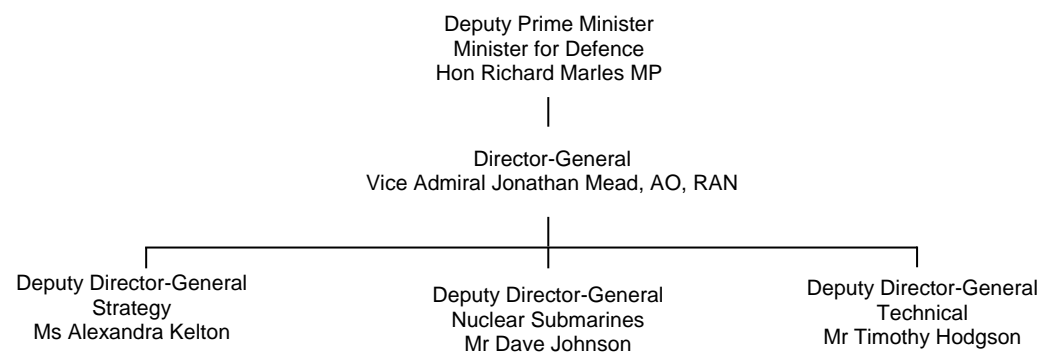 Deputy Prime Minister
Minister for Defence
Hon Richard Marles MP
Director-General
Vice Admiral Jonathan Mead, AO, RAN
Deputy Director-General
Strategy
Ms Alexandra Kelton
Deputy Director-General
Nuclear Submarines
Mr Dave Johnson
Deputy Director-General
Technical
Mr Timothy Hodgson